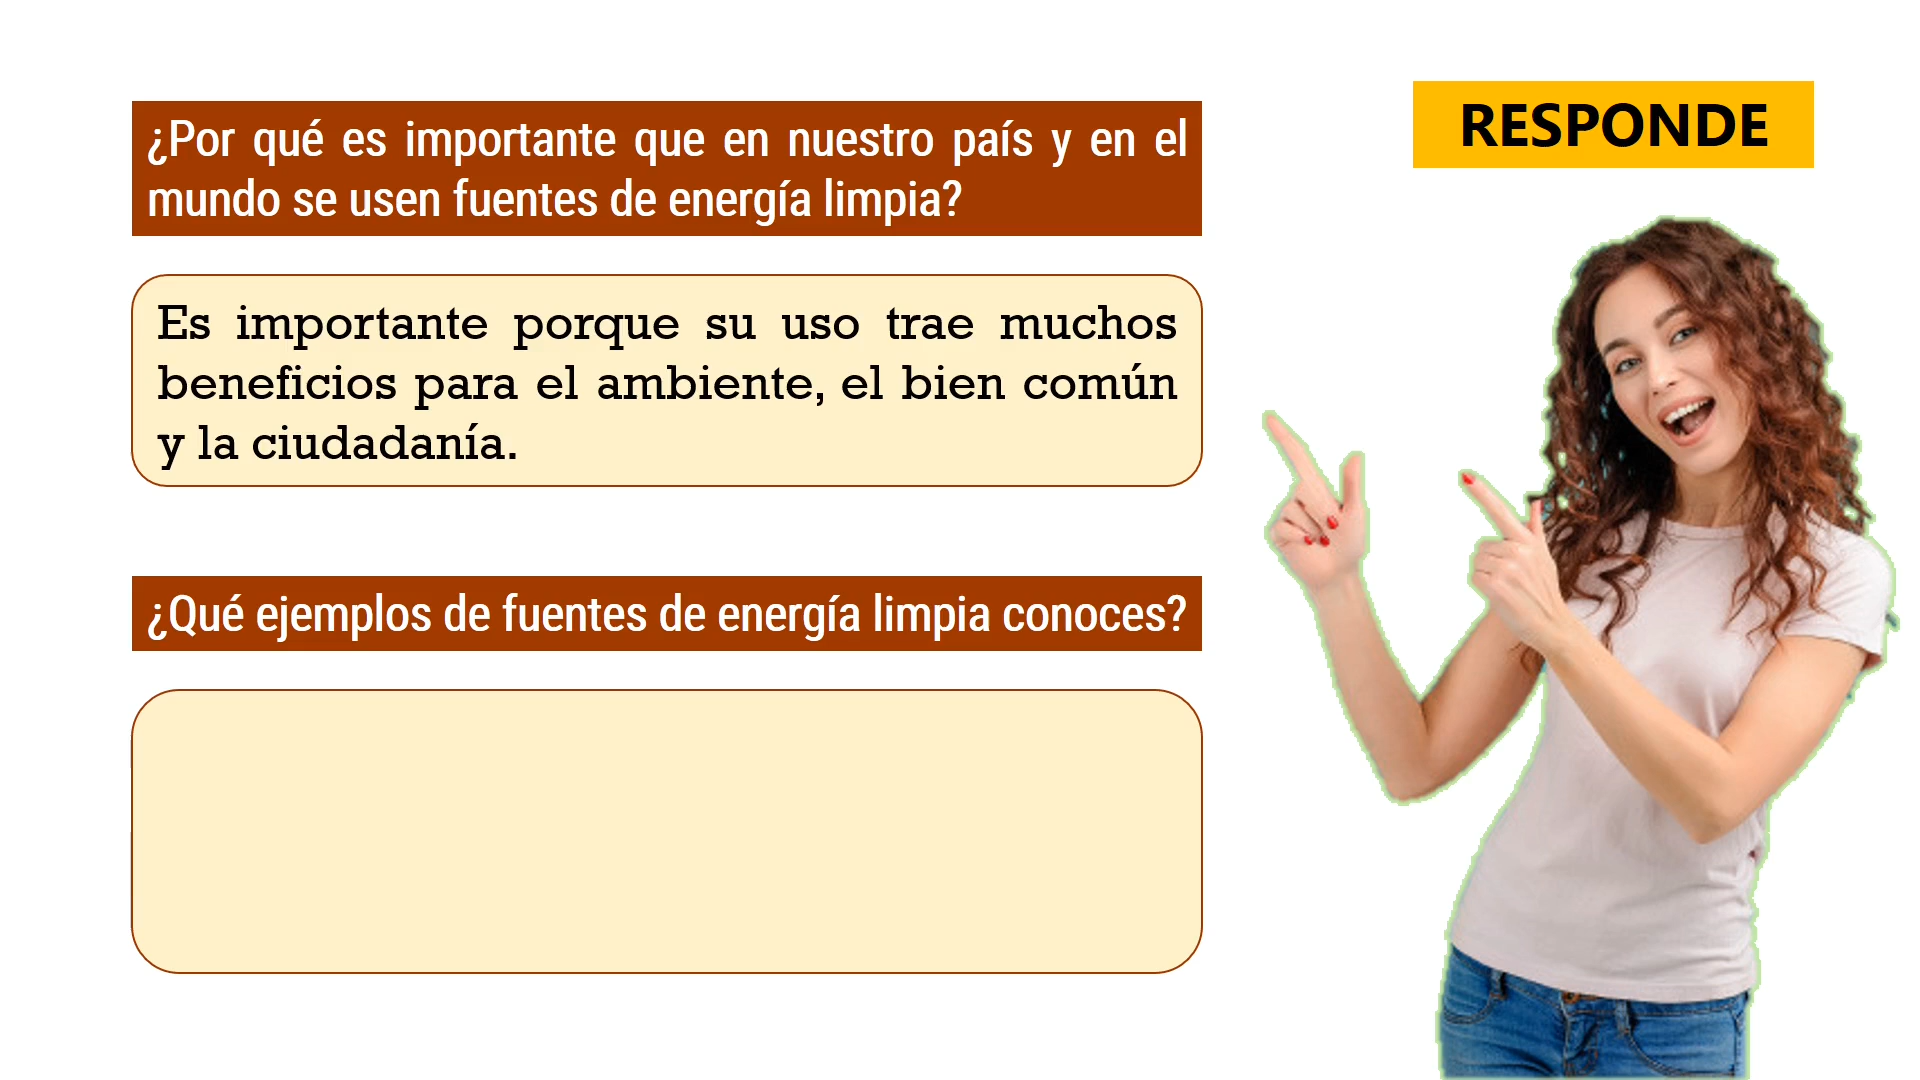 RESPONDE
¿Por qué es importante que en nuestro país y en el
mundo se usen fuentes de energía limpia?
Es importante porque su uso trae muchos
beneficios para el ambiente, el bien común
y la ciudadanía.
¿Qué ejemplos de fuentes de energía limpia conoces?